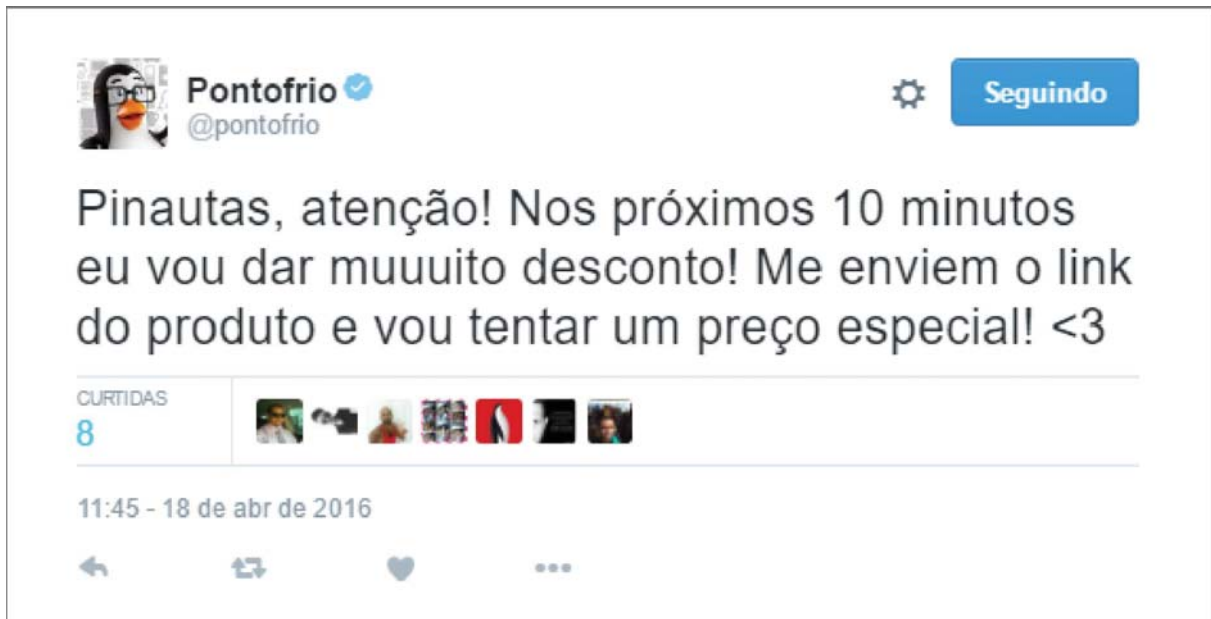 Pontofrio
@pontofrio
Seguindo
Pinautas, atenção! Nos próximos 10 minutos
eu vou dar muuuito desconto! Me enviem o link
do produto e vou tentar um preço especial! <3
CURTIDAS
8
11:45 - 18 de abr de 2016